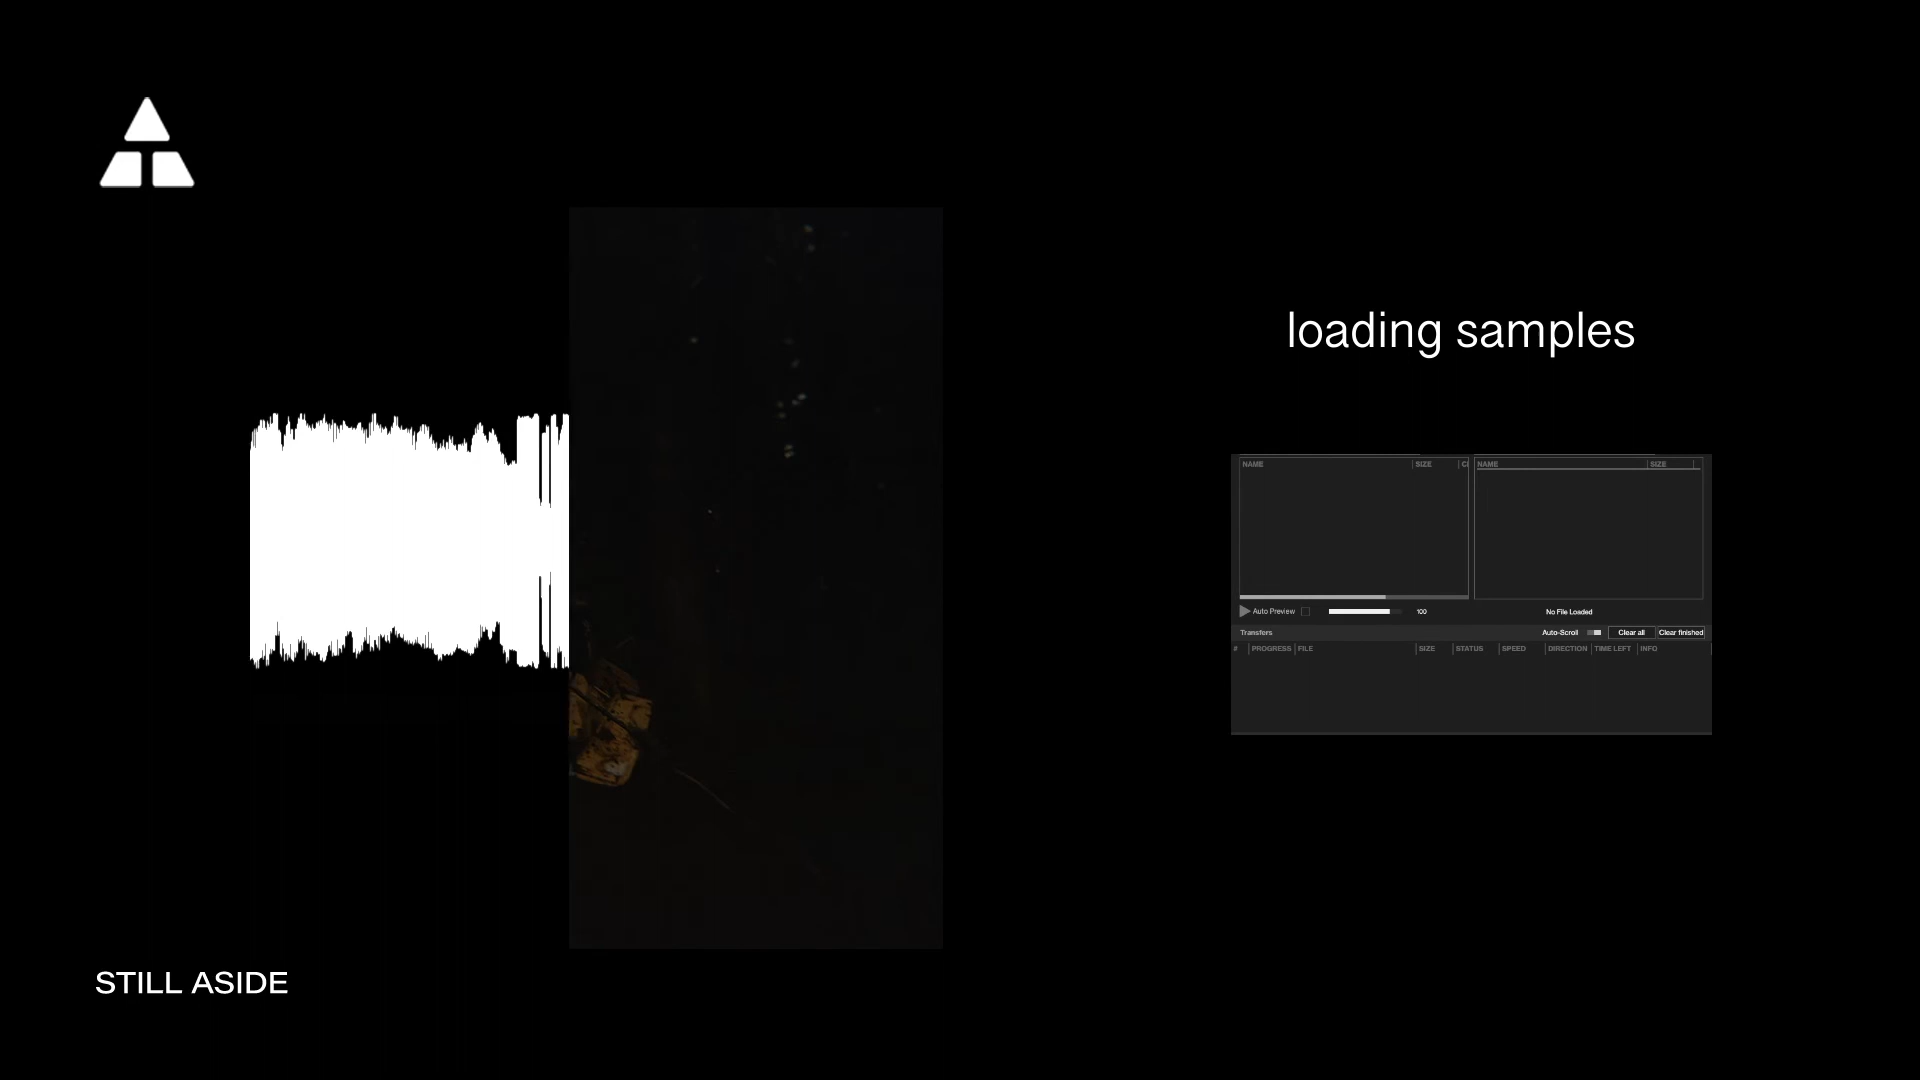 loading samples
NAME SIZE NAME SIZE
Auto Preview 100 No File Loaded
Transfers Auto-Scroll Clear all Clear finished
# PROGRESS FILE SIZE STATUS SPEED DIRECTION TIME LEFT INFO
STILL ASIDE